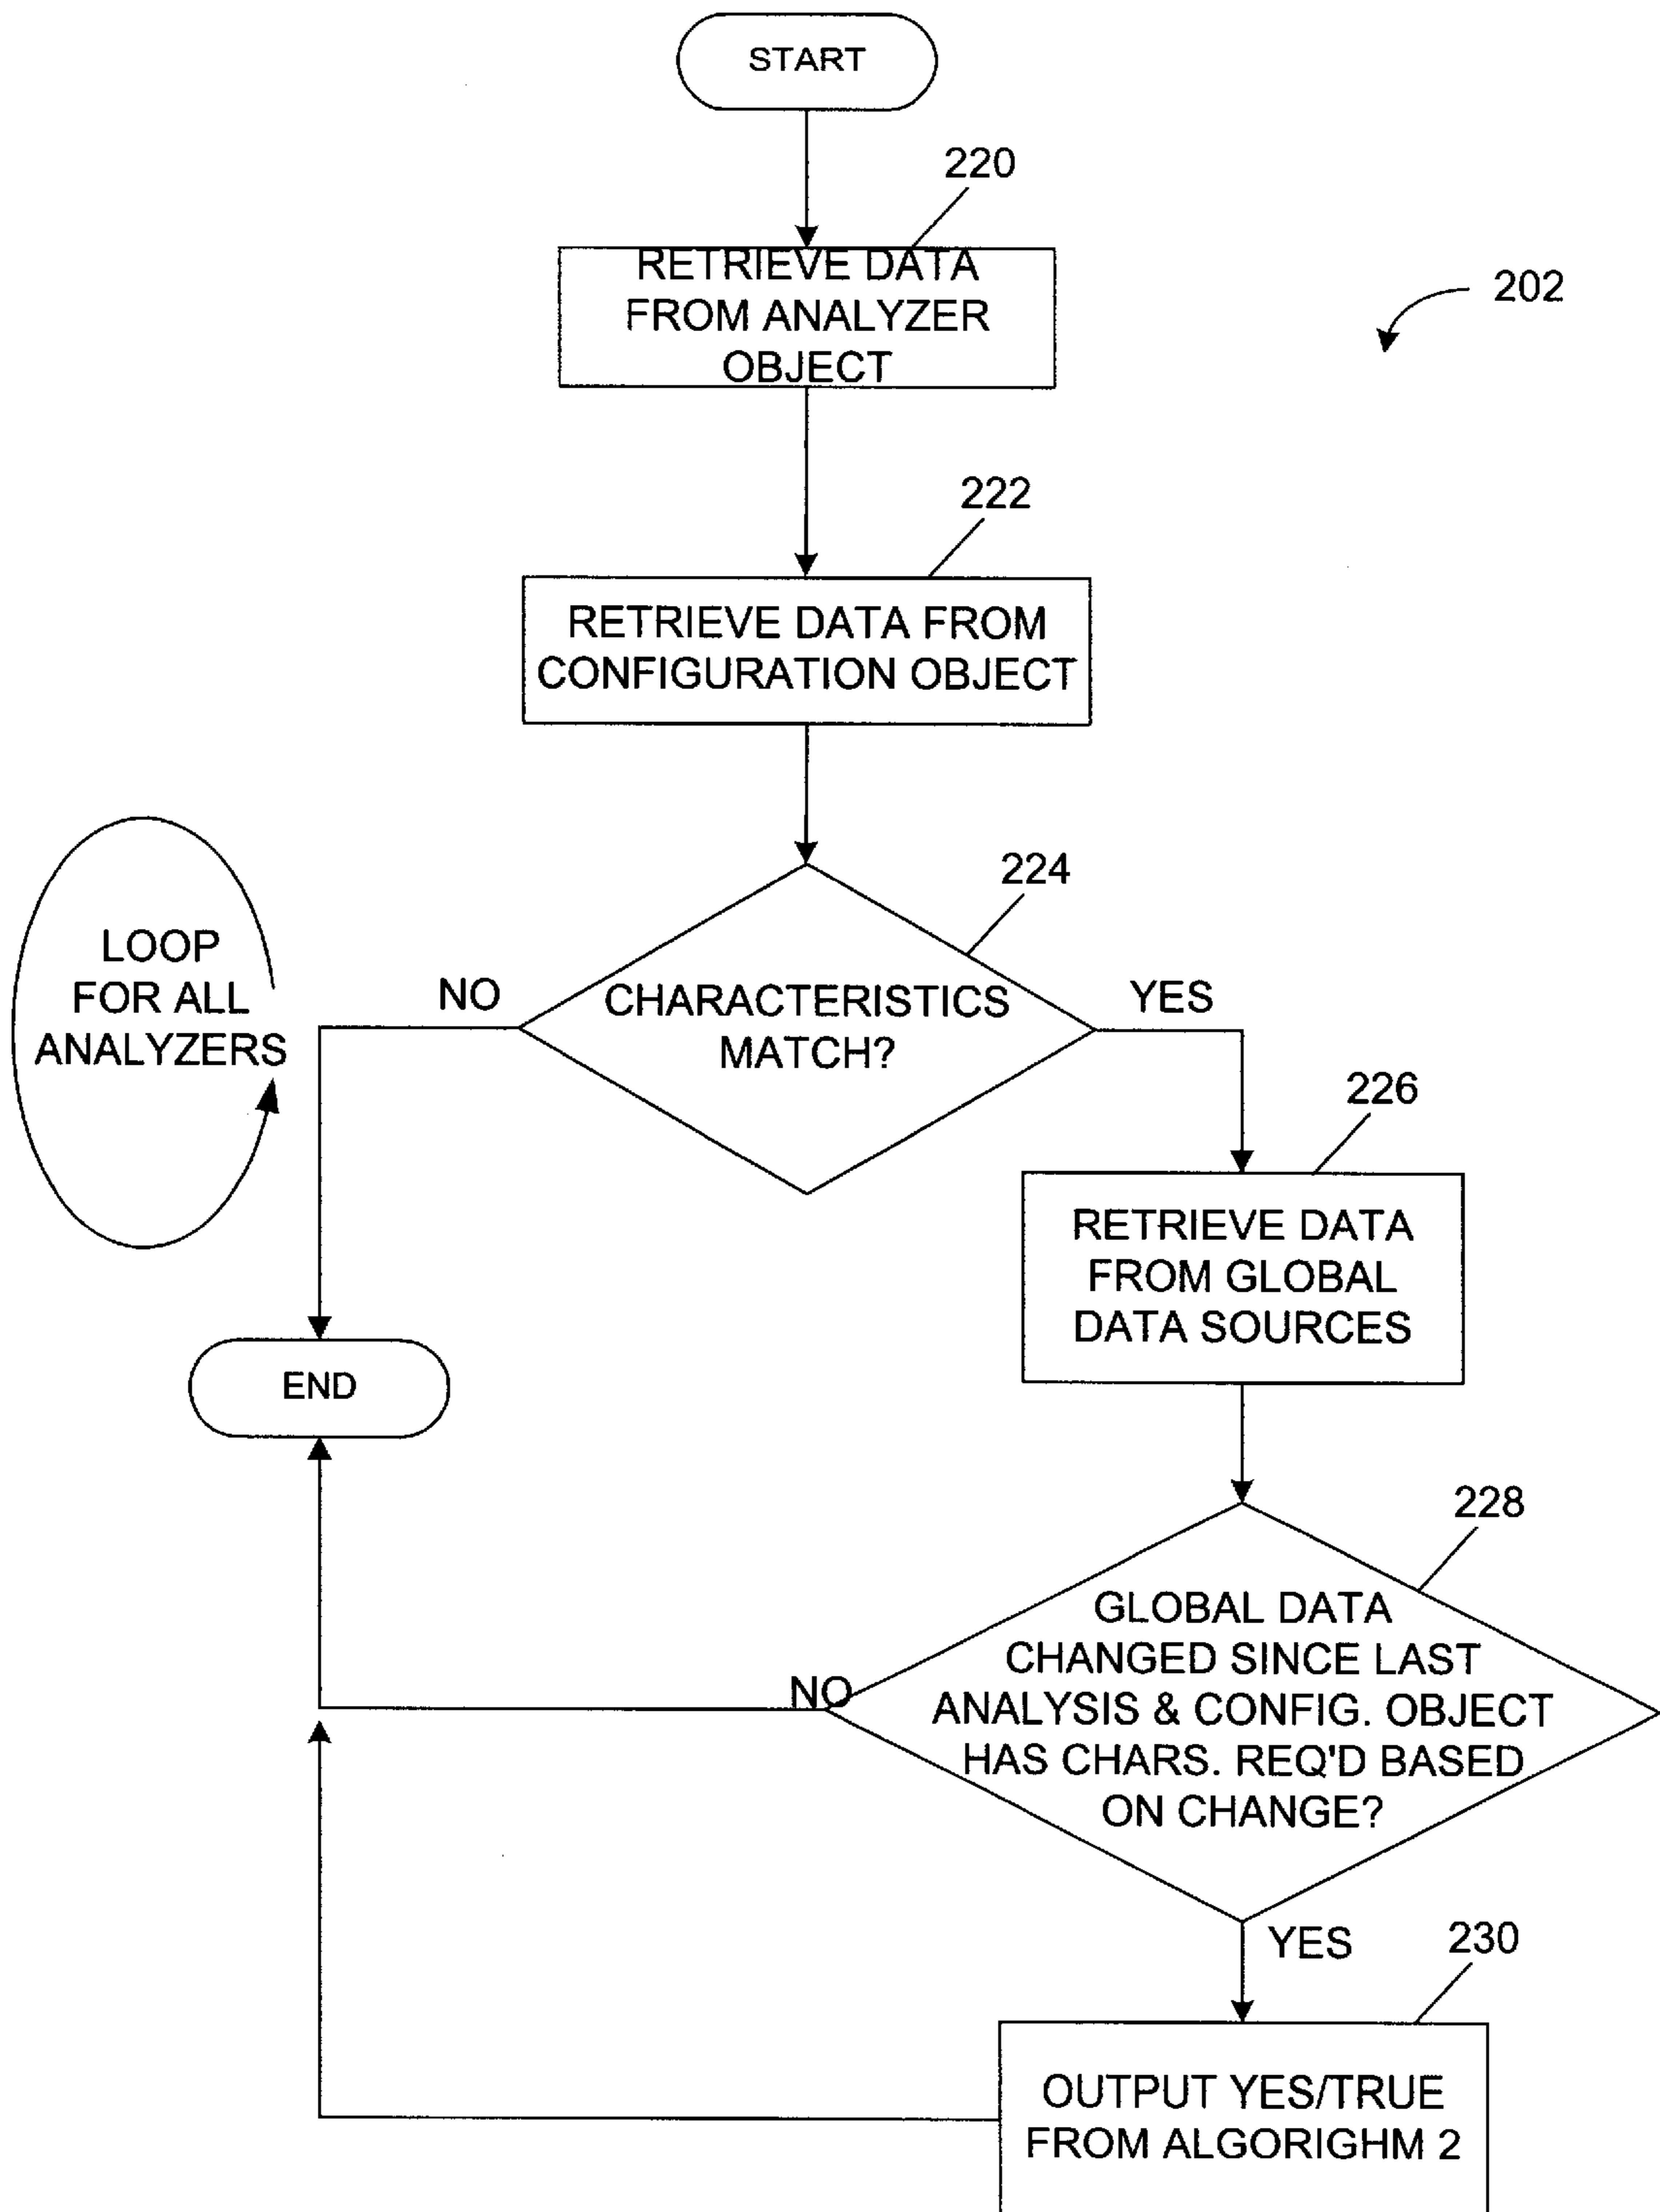 START
220
RETRIEVE DATA
FROM ANALYZER
OBJECT
202
222
RETRIEVE DATA FROM
CONFIGURATION OBJECT
224
LOOP
FOR ALL
ANALYZERS
NO
CHARACTERISTICS
MATCH?
YES
226
RETRIEVE DATA
FROM GLOBAL
DATA SOURCES
END
228
GLOBAL DATA
CHANGED SINCE LAST
ANALYSIS & CONFIG. OBJECT
HAS CHARS. REQ'D BASED
ON CHANGE?
NO
YES
230
OUTPUT YES/TRUE
FROM ALGORIGHM 2